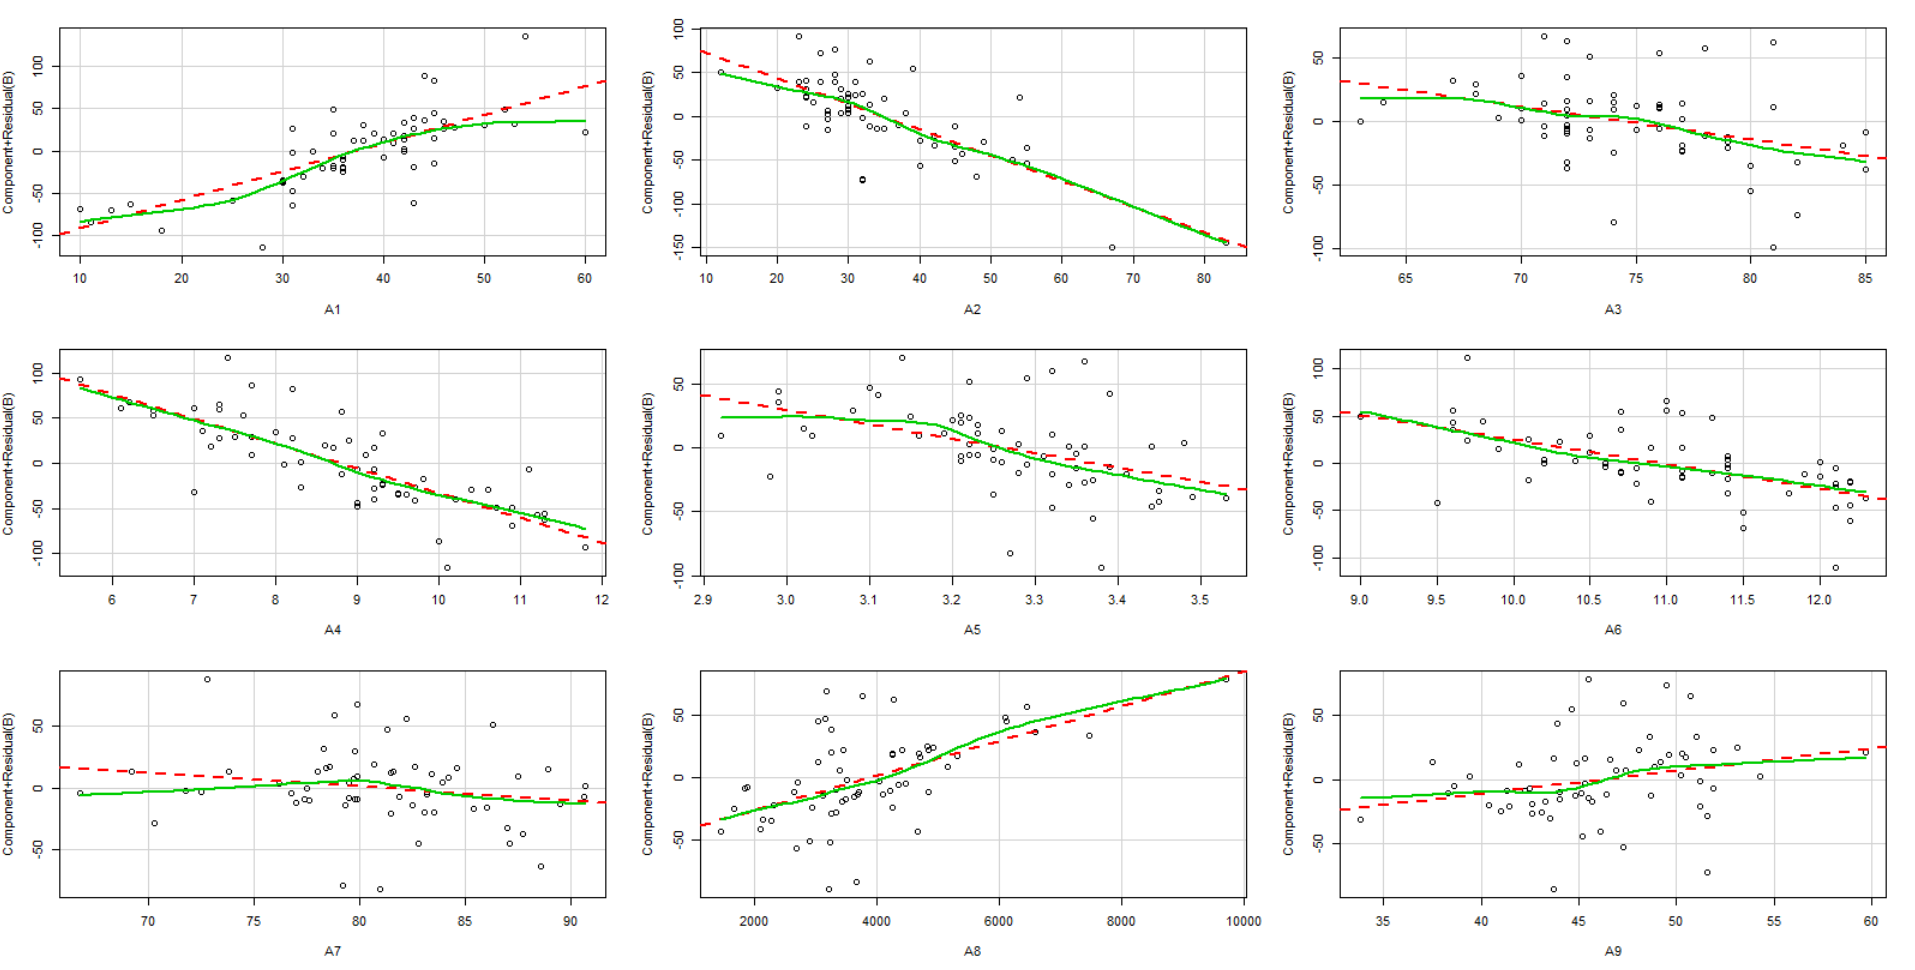 Component+Residual(B)
100
50
0
-50
-100
10 20 30 40 50 60
A1
Component+Residual(B)
100
50
0
-50
-100
-150
10 20 30 40 50 60 70 80
A2
Component+Residual(B)
50
0
-50
-100
65 70 75 80 85
A3
Component+Residual(B)
100
50
0
-50
-100
6 7 8 9 10 11 12
A4
Component+Residual(B)
50
0
-50
-100
2.9 3.0 3.1 3.2 3.3 3.4 3.5
A5
Component+Residual(B)
100
50
0
-50
-100
9.0 9.5 10.0 10.5 11.0 11.5 12.0
A6
Component+Residual(B)
50
0
-50
70 75 80 85 90
A7
Component+Residual(B)
50
0
-50
2000 4000 6000 8000 10000
A8
Component+Residual(B)
50
0
-50
35 40 45 50 55 60
A9